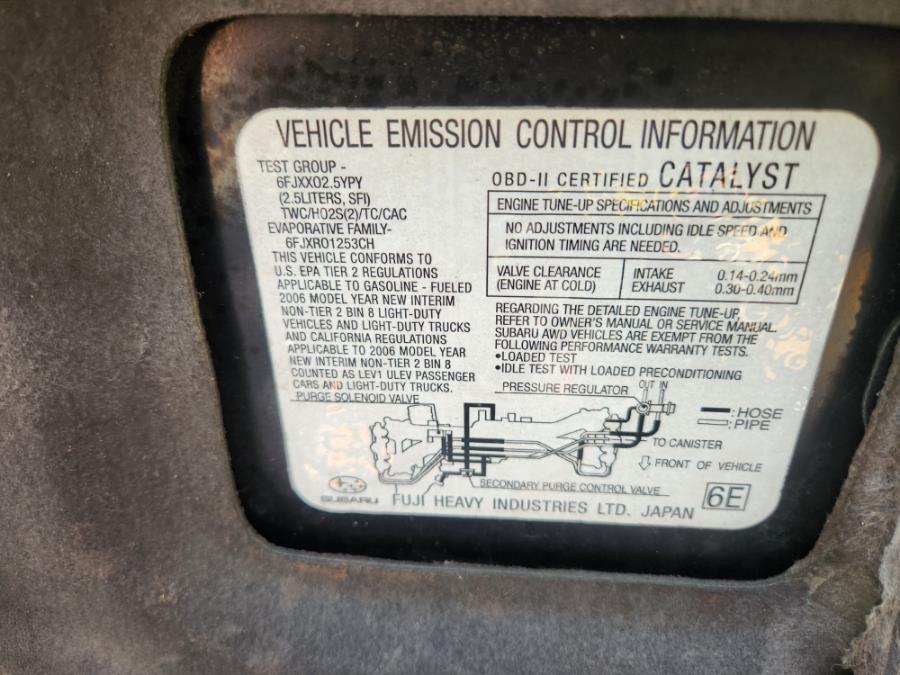 VEHICLE EMISSION CONTROL INFORMATION
TEST GROUP -
6FJXX02.5YPY
(2.5LITERS, SFI)
TWC/HO2S(2)/TC/CAC
EVAPORATIVE FAMILY-
6FJXR01253CH
THIS VEHICLE CONFORMS TO
U.S. EPA TIER 2 REGULATIONS
APPLICABLE TO GASOLINE - FUELED
2006 MODEL YEAR NEW INTERIM
NON-TIER 2 BIN 8 LIGHT-DUTY
VEHICLES AND LIGHT-DUTY TRUCKS
AND CALIFORNIA REGULATIONS
APPLICABLE TO 2006 MODEL YEAR
NEW INTERIM NON-TIER 2 BIN 8
COUNTED AS LEV1 ULEV PASSENGER
CARS AND LIGHT-DUTY TRUCKS.
OBD-II CERTIFIED CATALYST
ENGINE TUNE-UP SPECIFICATIONS AND ADJUSTMENTS
NO ADJUSTMENTS INCLUDING IDLE SPEED AND
IGNITION TIMING ARE NEEDED.
VALVE CLEARANCE
(ENGINE AT COLD)
INTAKE 0.14-0.24mm
EXHAUST 0.30-0.40mm
REGARDING THE DETAILED ENGINE TUNE-UP,
REFER TO OWNER'S MANUAL OR SERVICE MANUAL.
SUBARU AWD VEHICLES ARE EXEMPT FROM THE
FOLLOWING PERFORMANCE WARRANTY TESTS.
•LOADED TEST
•IDLE TEST WITH LOADED PRECONDITIONING
PURGE SOLENOID VALVE
PRESSURE REGULATOR
OUT IN
:HOSE
:PIPE
TO CANISTER
FRONT OF VEHICLE
SECONDARY PURGE CONTROL VALVE
SUBARU
FUJI HEAVY INDUSTRIES LTD. JAPAN
6E